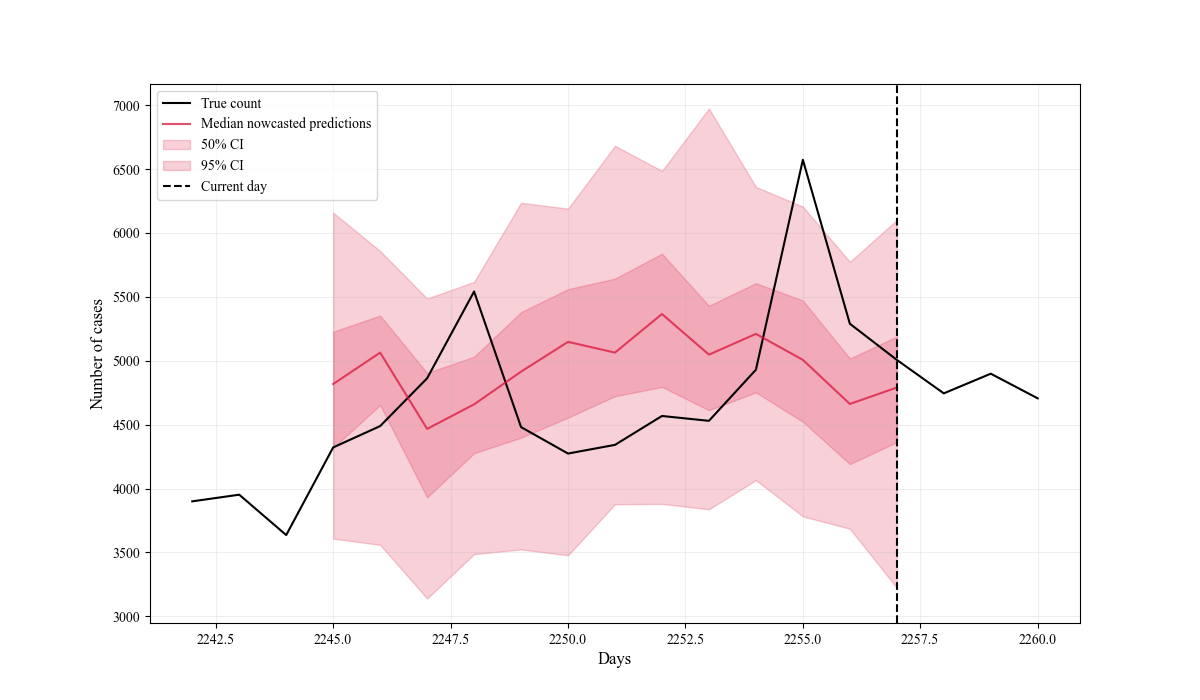 True count
Median nowcasted predictions
50% CI
95% CI
Current day
Number of cases
7000
6500
6000
5500
5000
4500
4000
3500
3000
2242.5 2245.0 2247.5 2250.0 2252.5 2255.0 2257.5 2260.0
Days